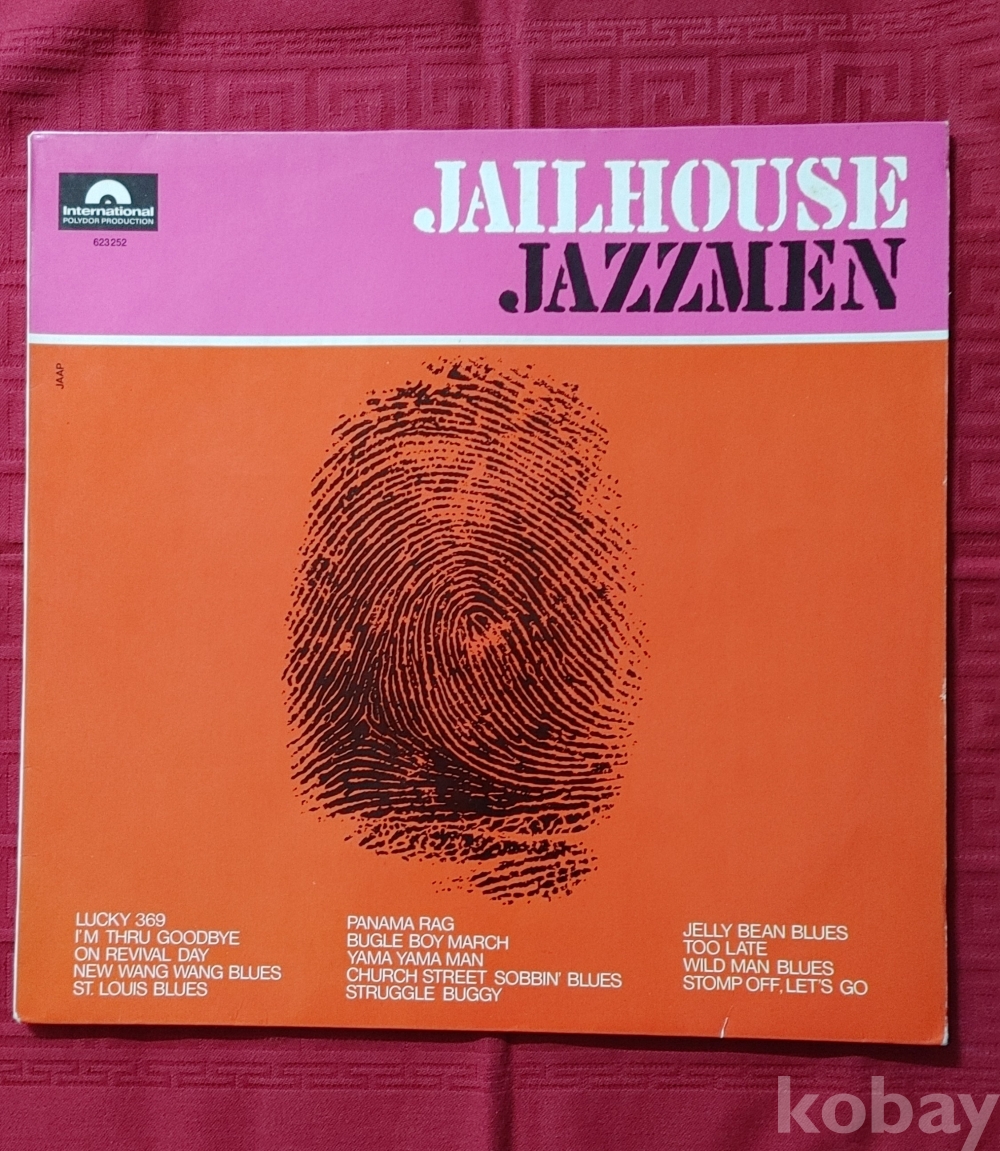 JAILHOUSE
JAZZMEN
International
POLYDOR PRODUCTION
623 252
JAAP
LUCKY 369
I'M THRU GOODBYE
ON REVIVAL DAY
NEW WANG WANG BLUES
ST. LOUIS BLUES
PANAMA RAG
BUGLE BOY MARCH
YAMA YAMA MAN
CHURCH STREET SOBBIN' BLUES
STRUGGLE BUGGY
JELLY BEAN BLUES
TOO LATE
WILD MAN BLUES
STOMP OFF, LET'S GO
kobay